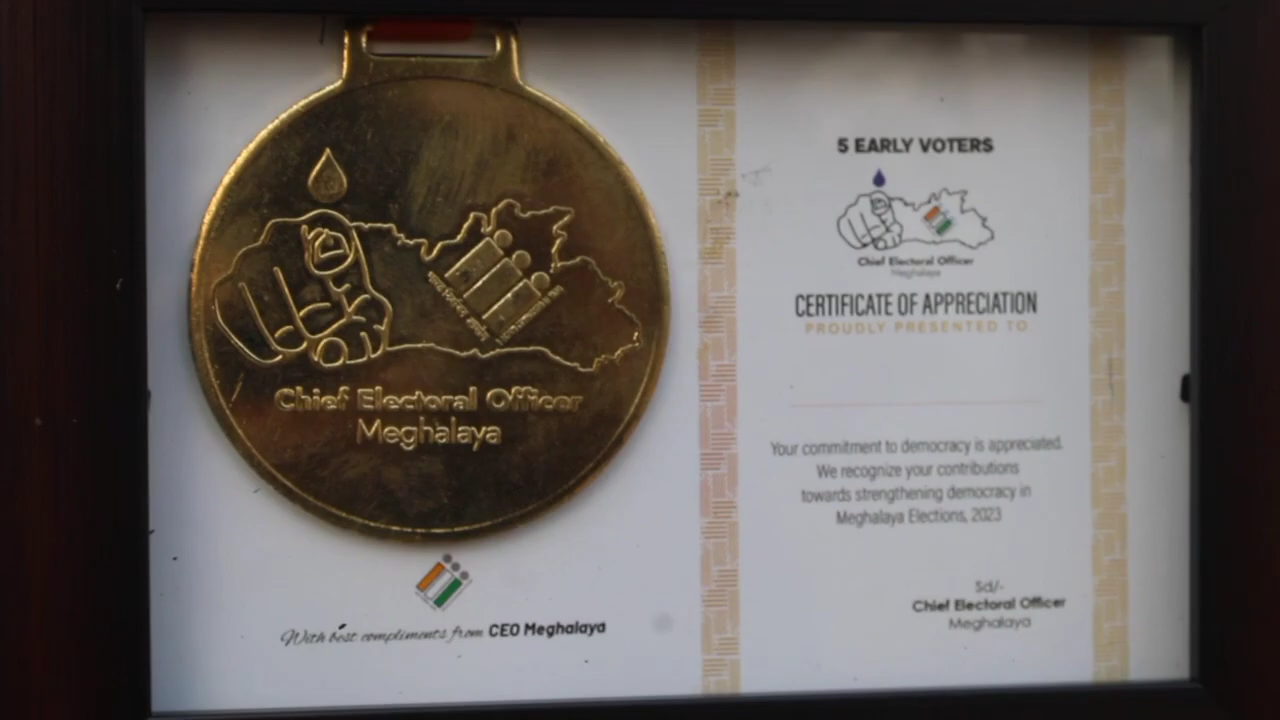 Chief Electoral Officer
Meghalaya
With best compliments from CEO Meghalaya
5 EARLY VOTERS
Chief Electoral Officer
Meghalaya
CERTIFICATE OF APPRECIATION
PROUDLY PRESENTED TO
Your commitment to democracy is appreciated.
We recognize your contributions
towards strengthening democracy in
Meghalaya Elections, 2023
Sd/-
Chief Electoral Officer
Meghalaya